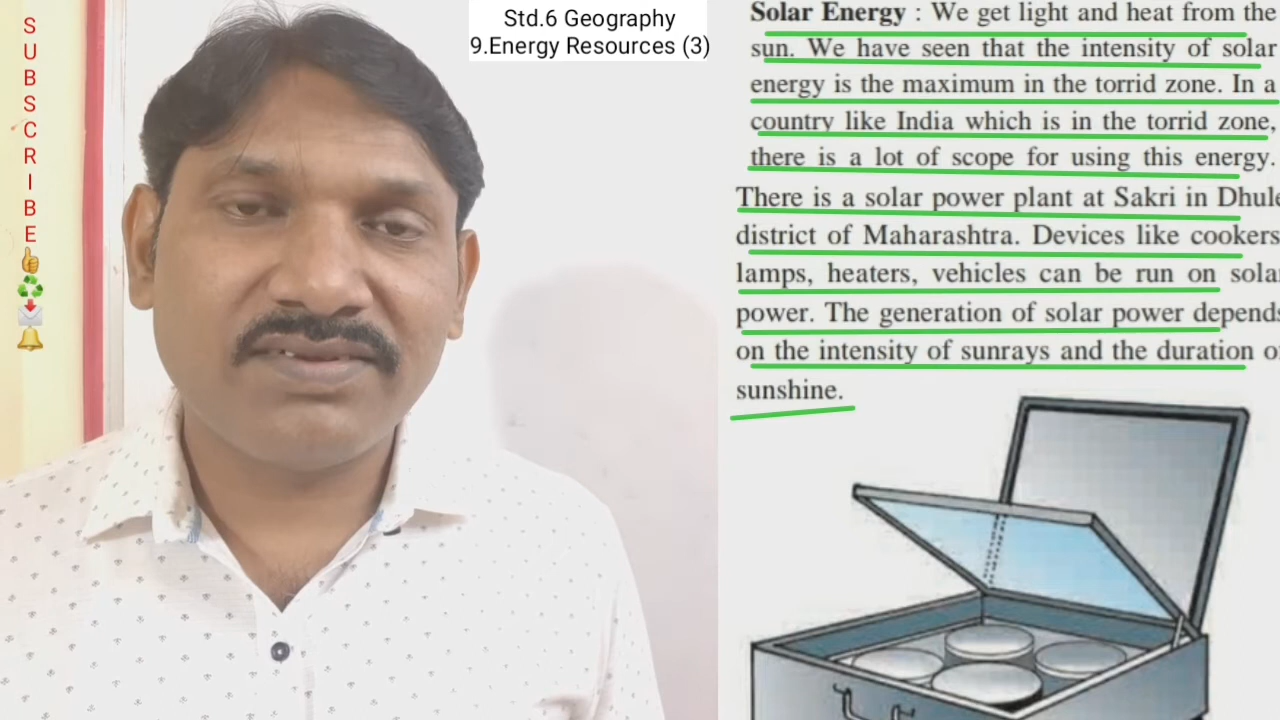 SUBSCRIBE
Std.6 Geography
9.Energy Resources (3)
Solar Energy : We get light and heat from the
sun. We have seen that the intensity of solar
energy is the maximum in the torrid zone. In a
country like India which is in the torrid zone,
there is a lot of scope for using this energy.
There is a solar power plant at Sakri in Dhule
district of Maharashtra. Devices like cookers
lamps, heaters, vehicles can be run on solar
power. The generation of solar power depends
on the intensity of sunrays and the duration of
sunshine.